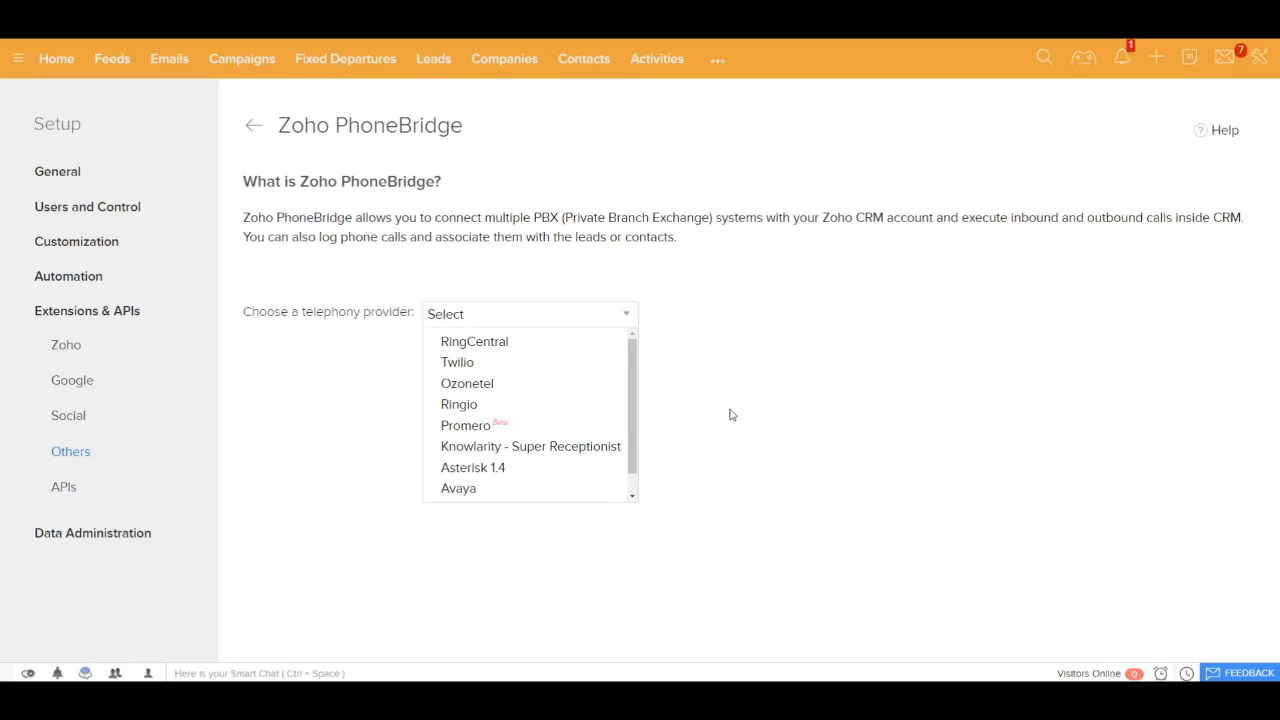 Home Feeds Emails Campaigns Fixed Departures Leads Companies Contacts Activities ... 1 31 7
Setup
General
Users and Control
Customization
Automation
Extensions & APIs
Zoho
Google
Social
Others
APIs
Data Administration
Zoho PhoneBridge
? Help
What is Zoho PhoneBridge?
Zoho PhoneBridge allows you to connect multiple PBX (Private Branch Exchange) systems with your Zoho CRM account and execute inbound and outbound calls inside CRM.
You can also log phone calls and associate them with the leads or contacts.
Choose a telephony provider: Select
RingCentral
Twilio
Ozonetel
Ringio
Promero Beta
Knowlarity - Super Receptionist
Asterisk 1.4
Avaya
Here is your Smart Chat ( Ctrl + Space ) Visitors Online 0 FEEDBACK